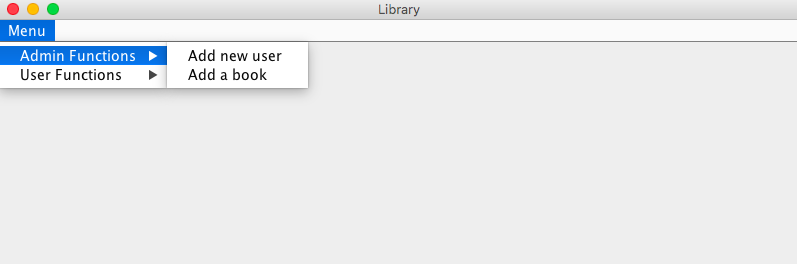 Library
Menu
Admin Functions
User Functions
Add new user
Add a book